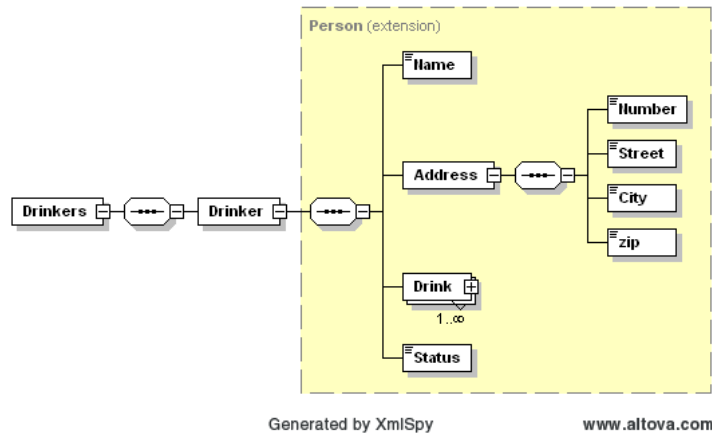 Person (extension)
Name
Number
Street
Drinkers
Drinker
Address
City
zip
Drink
1..∞
Status
Generated by XmlSpy
www.altova.com